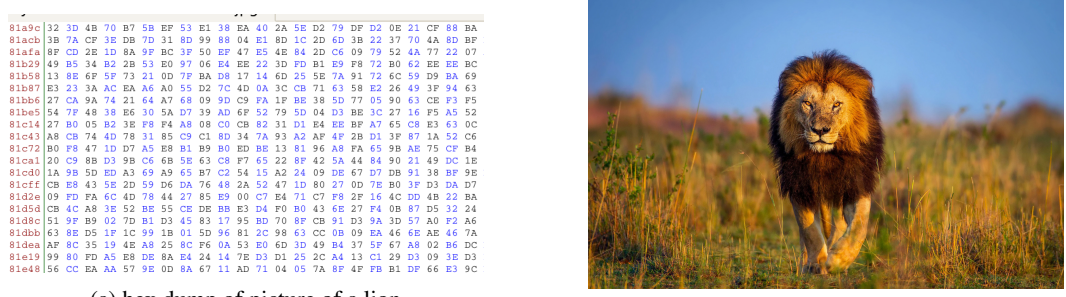 81a9c 32 3D 4B 70 B7 5B EF 53 E1 38 EA 40 2A 5E D2 79 DF D2 0E 21 CF 88 BA
81acb 3B 7A CF 3E DB 7D 31 8D 99 88 04 E1 8D 1C 2D 6D 3B 22 37 70 4A 8D BF
81afa 8F CD 2E 1D 8A 9F BC 3F 50 EF 47 E5 4E 84 2D C6 09 79 52 4A 77 22 07
81b29 49 B5 34 B2 2B 53 E0 97 06 E4 EE 22 3D FD B1 E9 F8 72 B0 62 EE EE BC
81b58 13 8E 6F 5F 73 21 0D 7F BA D8 17 14 6D 25 5E 7A 91 72 6C 59 D9 BA 69
81b87 E3 23 3A AC EA A6 A0 55 D2 7C 4D 0A 3C CB 71 63 58 E2 26 49 3F 94 63
81bb6 27 CA 9A 74 21 64 A7 68 09 9D C9 FA 1F BE 38 5D 77 05 90 63 CE F3 F5
81be5 54 7F 48 38 E6 30 5A D7 39 AD 6F 52 79 5D 04 D3 BE 3C 27 16 F5 A5 52
81c14 27 B0 05 B2 3E F8 F4 A8 08 C0 CB 82 31 D1 E4 EE BF A7 65 C8 E3 63 0C
81c43 A8 CB 74 4D 78 31 85 C9 C1 8D 34 7A 93 A2 AF 4F 2B D1 3F 87 1A 52 C6
81c72 B0 F8 47 1D D7 A5 E8 B1 B9 B0 ED BE 13 81 96 A8 FA 65 9B AE 75 CF B4
81ca1 20 C9 8B D3 9B C6 6B 5E 63 C8 F7 65 22 8F 42 5A 44 84 90 21 49 DC 1E
81cd0 1A 9B 5D ED A3 69 A9 65 B7 C2 54 15 A2 24 09 DE 67 D7 DB 91 38 BF 9E
81cff CB E8 43 5E 2D 59 D6 DA 76 48 2A 52 47 1D 80 27 0D 7E B0 3F D3 DA D7
81d2e 09 FD FA 6C 4D 78 44 27 85 E9 00 C7 E4 71 C7 F8 2F 16 4C DD 4B 22 BA
81d5d CB 4C A8 3E 52 BE 55 CE DE BB E3 D4 F0 B0 43 6E 27 F4 0B 87 D5 32 24
81d8c 51 9F B9 02 7D B1 D3 45 83 17 95 BD 70 8F CB 91 D3 9A 3D 57 A0 F2 A6
81dbb 63 8E D5 1F 1C 99 1B 01 5D 96 81 2C 98 63 CC 0B 09 EA 46 6E AE 46 7A
81dea AF 8C 35 19 4E A8 25 8C F6 0A 53 E0 6D 3D 49 B4 37 5F 67 A8 02 B6 DC
81e19 99 80 FD A5 E8 DE 8A E4 24 14 7E D3 D1 25 2C A4 13 C1 29 D3 09 3E D3
81e48 56 CC EA AA 57 9E 0D 8A 67 11 AD 71 04 05 7A 8F 4F FB B1 DF 66 E3 9C
(a) hex dump of picture of a lion